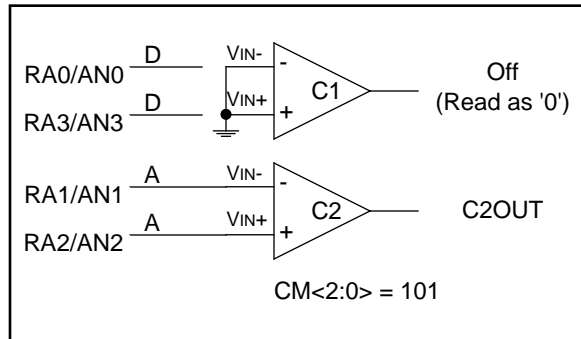 RA0/AN0 D VIN- - C1 Off
RA3/AN3 D VIN+ + (Read as '0')
RA1/AN1 A VIN- - C2 C2OUT
RA2/AN2 A VIN+ +
CM<2:0> = 101